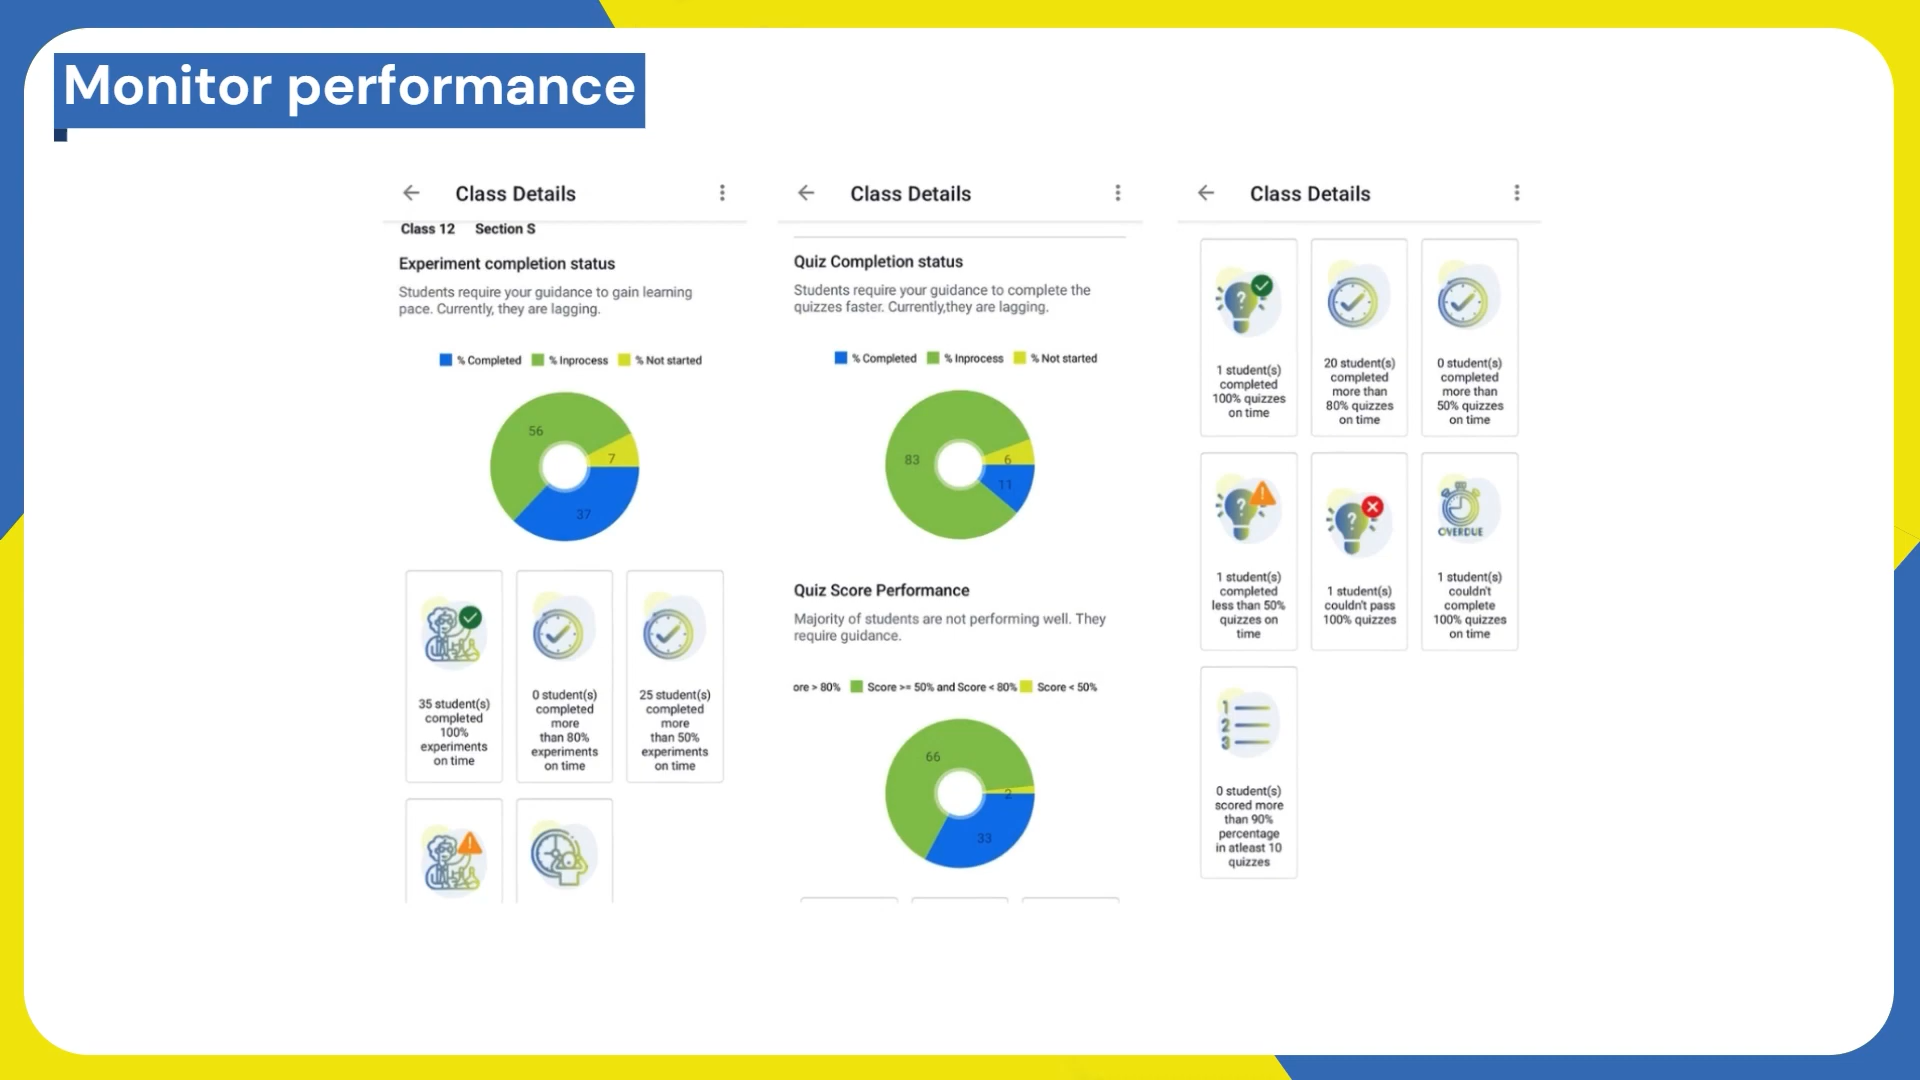 Monitor performance
Class Details
Class 12 Section S
Experiment completion status
Students require your guidance to gain learning
pace. Currently, they are lagging.
% Completed % Inprocess % Not started
56
7
37
35 student(s)
completed
100%
experiments
on time
0 student(s)
completed
more
than 80%
experiments
on time
25 student(s)
completed
more
than 50%
experiments
on time
Class Details
Quiz Completion status
Students require your guidance to complete the
quizzes faster. Currently,they are lagging.
% Completed % Inprocess % Not started
83
6
11
Quiz Score Performance
Majority of students are not performing well. They
require guidance.
ore > 80% Score >= 50% and Score < 80% Score < 50%
66
2
33
Class Details
1 student(s)
completed
100% quizzes
on time
20 student(s)
completed
more than
80% quizzes
on time
0 student(s)
completed
more than
50% quizzes
on time
1 student(s)
completed
less than 50%
quizzes on
time
1 student(s)
couldn't pass
100% quizzes
OVERDUE
1 student(s)
couldn't
complete
100% quizzes
on time
1
2
3
0 student(s)
scored more
than 90%
percentage
in atleast 10
quizzes